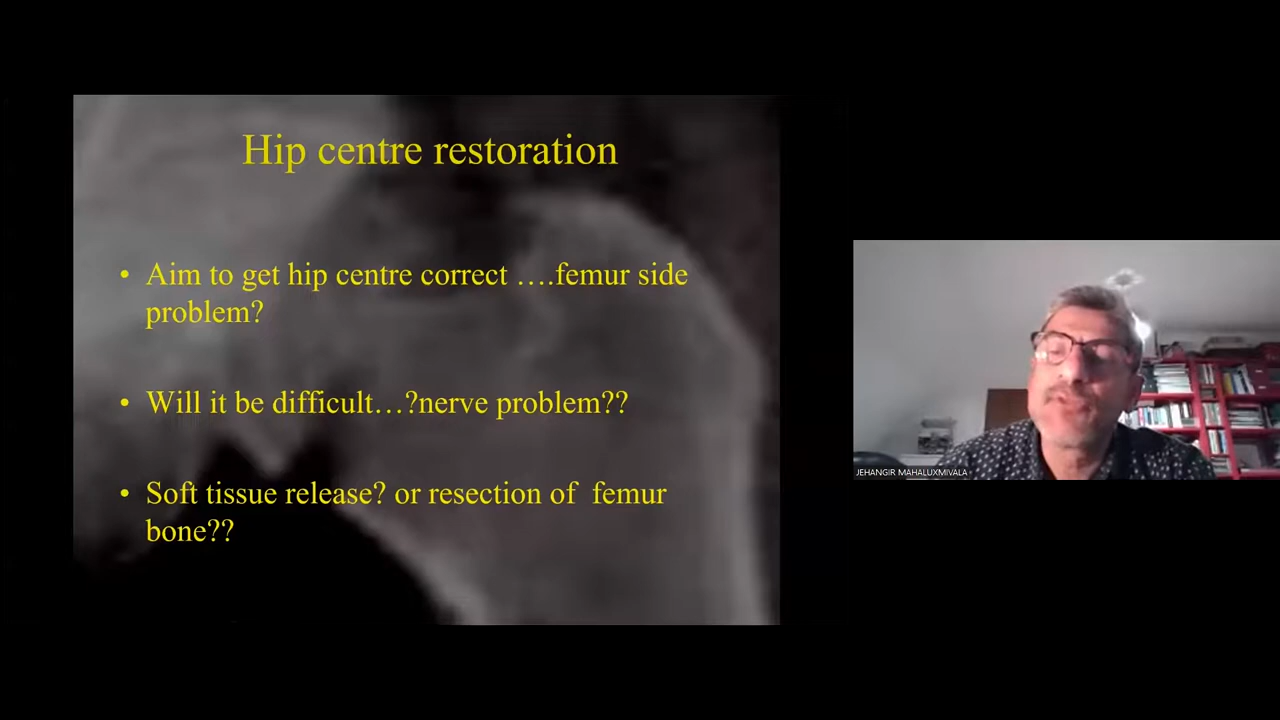 Hip centre restoration
• Aim to get hip centre correct ….femur side
problem?
• Will it be difficult…?nerve problem??
• Soft tissue release? or resection of femur
bone??
JEHANGIR MAHALUXMIVALA